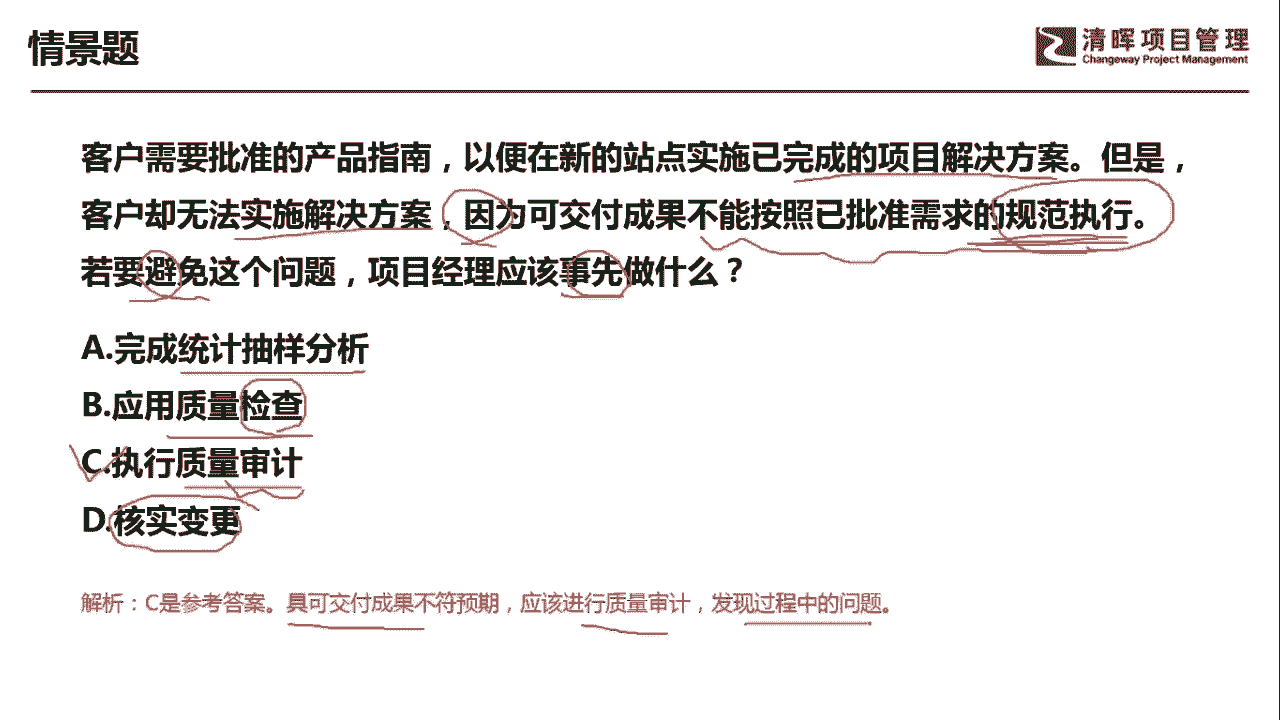 情景题
清晖项目管理
Changeway Project Management
客户需要批准的产品指南，以便在新的站点实施已完成的项目解决方案。但是，
客户却无法实施解决方案，因为可交付成果不能按照已批准需求的规范执行。
若要避免这个问题，项目经理应该事先做什么？
A.完成统计抽样分析
B.应用质量检查
C.执行质量审计
D.核实变更
解析：C是参考答案。具可交付成果不符预期，应该进行质量审计，发现过程中的问题。